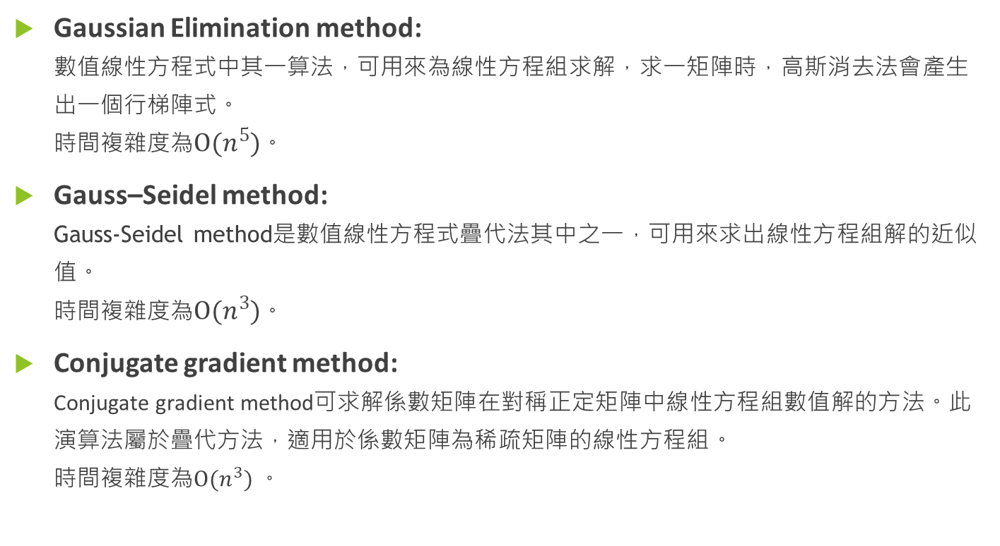 Gaussian Elimination method:
數值線性方程式中其一算法，可用來為線性方程組求解，求一矩陣時，高斯消去法會產生
出一個行梯陣式。
時間複雜度為O(n⁵)。
Gauss–Seidel method:
Gauss-Seidel method是數值線性方程式疊代法其中之一，可用來求出線性方程組解的近似
值。
時間複雜度為O(n³)。
Conjugate gradient method:
Conjugate gradient method可求解係數矩陣在對稱正定矩陣中線性方程組數值解的方法。此
演算法屬於疊代方法，適用於係數矩陣為稀疏矩陣的線性方程組。
時間複雜度為O(n³) 。